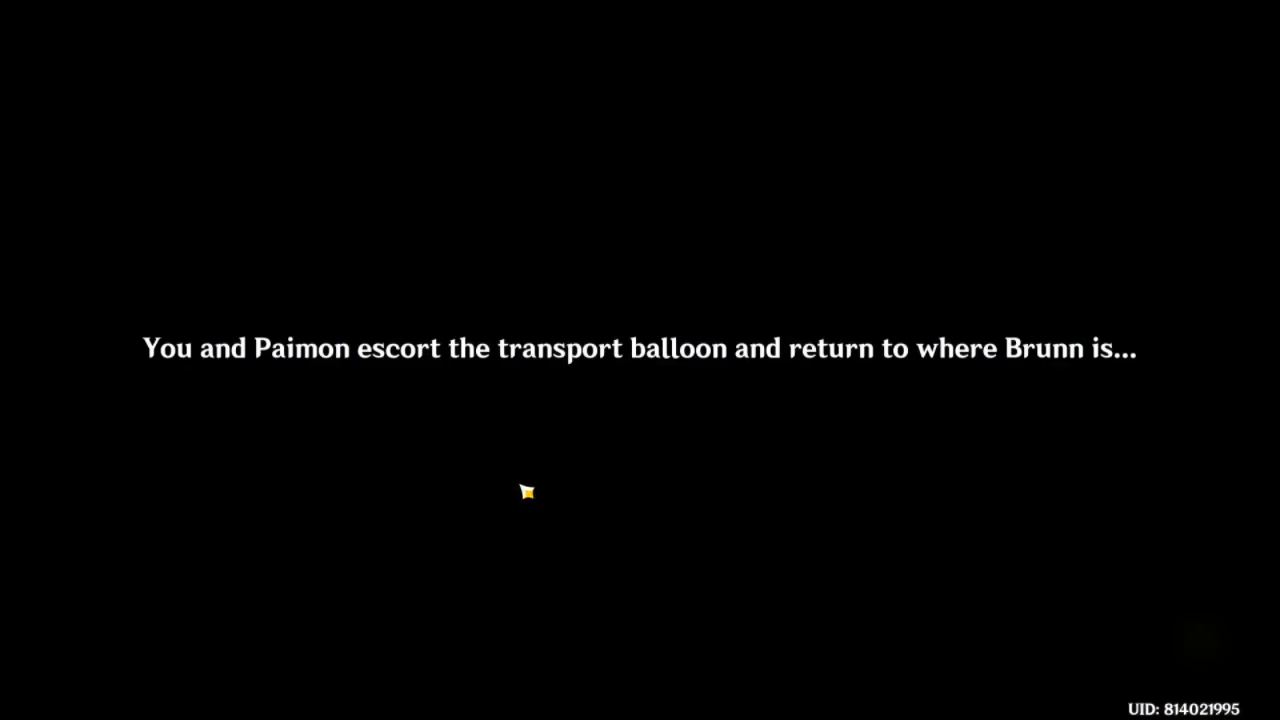 You and Paimon escort the transport balloon and return to where Brunn is...
UID: 814021995